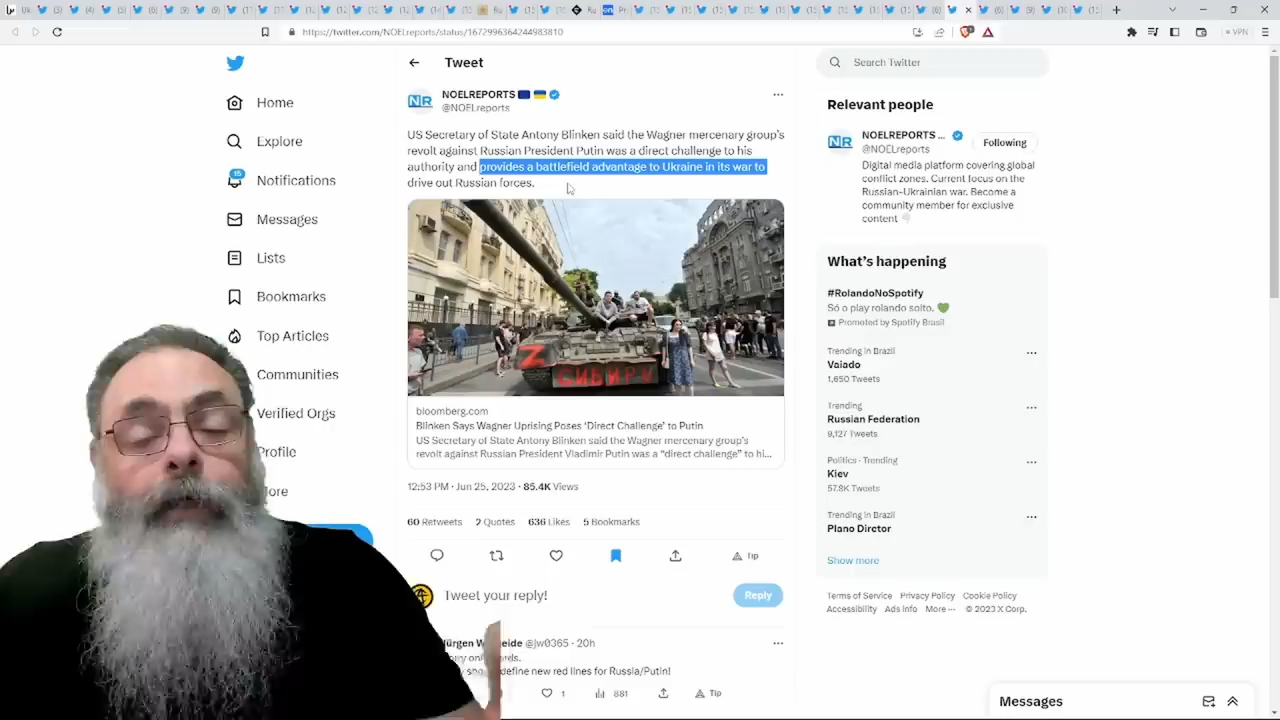 https://twitter.com/NOELreports/status/1672996364244983810
VPN
Tweet
Search Twitter
Home
Explore
15
Notifications
Messages
Lists
Bookmarks
Top Articles
Communities
Verified Orgs
NOELREPORTS
@NOELreports
US Secretary of State Antony Blinken said the Wagner mercenary group's
revolt against Russian President Putin was a direct challenge to his
authority and provides a battlefield advantage to Ukraine in its war to
drive out Russian forces.
Z
СИБИРИ
bloomberg.com
Blinken Says Wagner Uprising Poses 'Direct Challenge' to Putin
US Secretary of State Antony Blinken said the Wagner mercenary group's
revolt against Russian President Vladimir Putin was a "direct challenge" to hi...
12:53 PM · Jun 25, 2023 · 85.4K Views
60 Retweets 2 Quotes 636 Likes 5 Bookmarks
Tip
Tweet your reply!
Reply
@jw0365 · 20h
define new red lines for Russia/Putin!
1 881 Tip
Relevant people
NOELREPORTS ...
@NOELreports
Following
Digital media platform covering global
conflict zones. Current focus on the
Russian-Ukrainian war. Become a
community member for exclusive
content
What's happening
#RolandoNoSpotify
Só o play rolando solto.
Promoted by Spotify Brasil
Trending in Brazil
Vaiado
1,650 Tweets
Trending
Russian Federation
9,127 Tweets
Politics · Trending
Kiev
57.8K Tweets
Trending in Brazil
Plano Diretor
Show more
Terms of Service Privacy Policy Cookie Policy
Accessibility Ads info More ··· © 2023 X Corp.
Messages